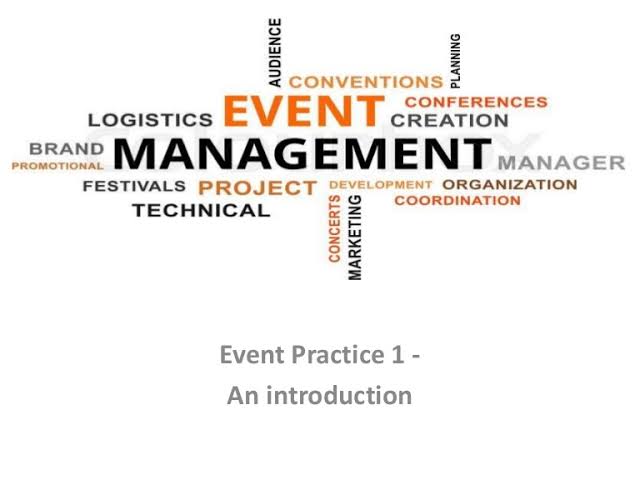 AUDIENCE
PLANNING
CONVENTIONS
LOGISTICS
EVENT
CONFERENCES
CREATION
BRAND
MANAGEMENT
MANAGER
PROMOTIONAL
FESTIVALS
PROJECT
DEVELOPMENT
ORGANIZATION
TECHNICAL
CONCERTS
MARKETING
COORDINATION
Event Practice 1 -
An introduction